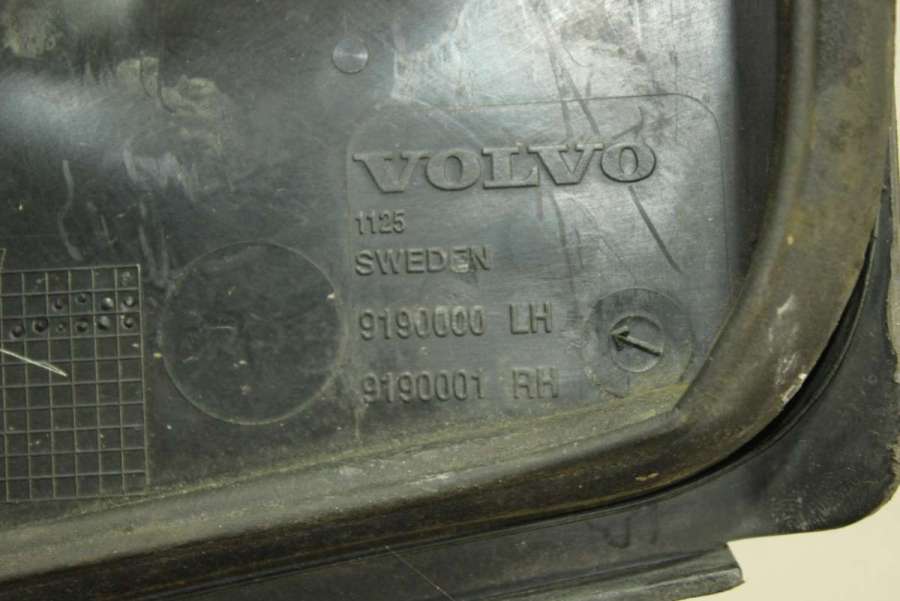 VOLVO
1125
SWEDEN
9190000 LH
9190001 RH